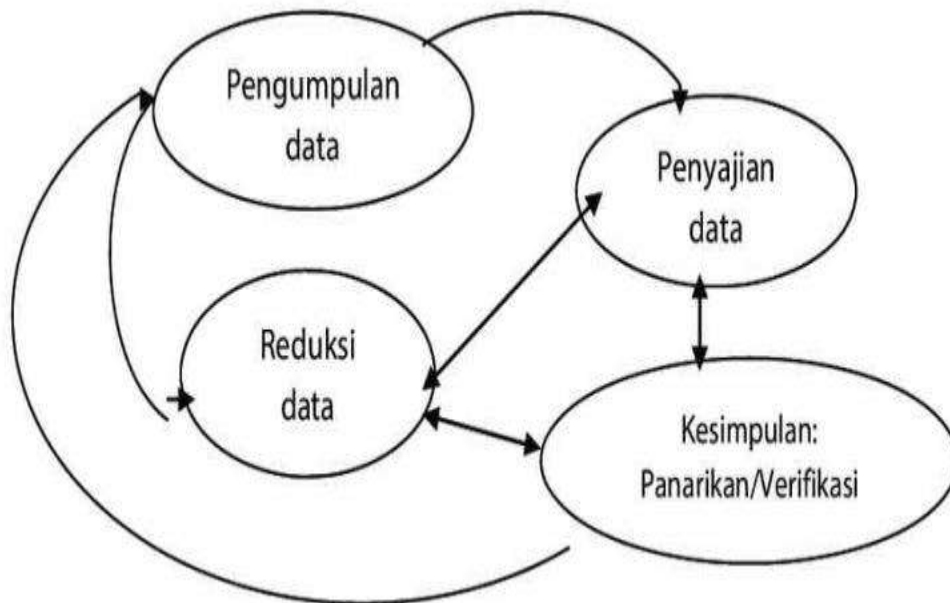 Pengumpulan
data
Penyajian
data
Reduksi
data
Kesimpulan:
Panarikan/Verifikasi